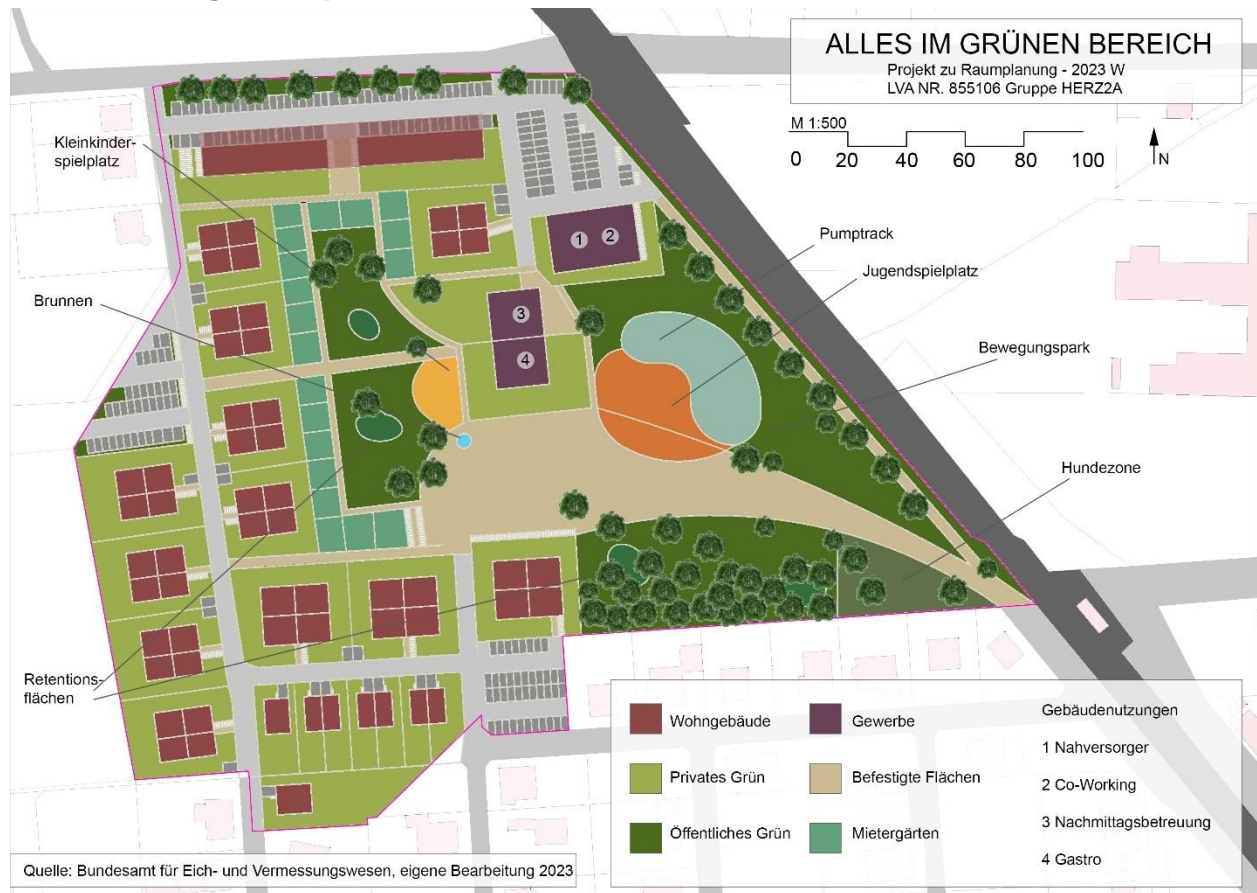 ALLES IM GRÜNEN BEREICH
Projekt zu Raumplanung - 2023 W
LVA NR. 855106 Gruppe HERZ2A
M 1:500
0 20 40 60 80 100
N
Kleinkinder-
spielplatz
Brunnen
Retentions-
flächen
Pumptrack
Jugendspielplatz
Bewegungspark
Hundezone
1 2
3
4
Wohngebäude
Privates Grün
Öffentliches Grün
Gewerbe
Befestigte Flächen
Mietergärten
Gebäudenutzungen
1 Nahversorger
2 Co-Working
3 Nachmittagsbetreuung
4 Gastro
Quelle: Bundesamt für Eich- und Vermessungswesen, eigene Bearbeitung 2023